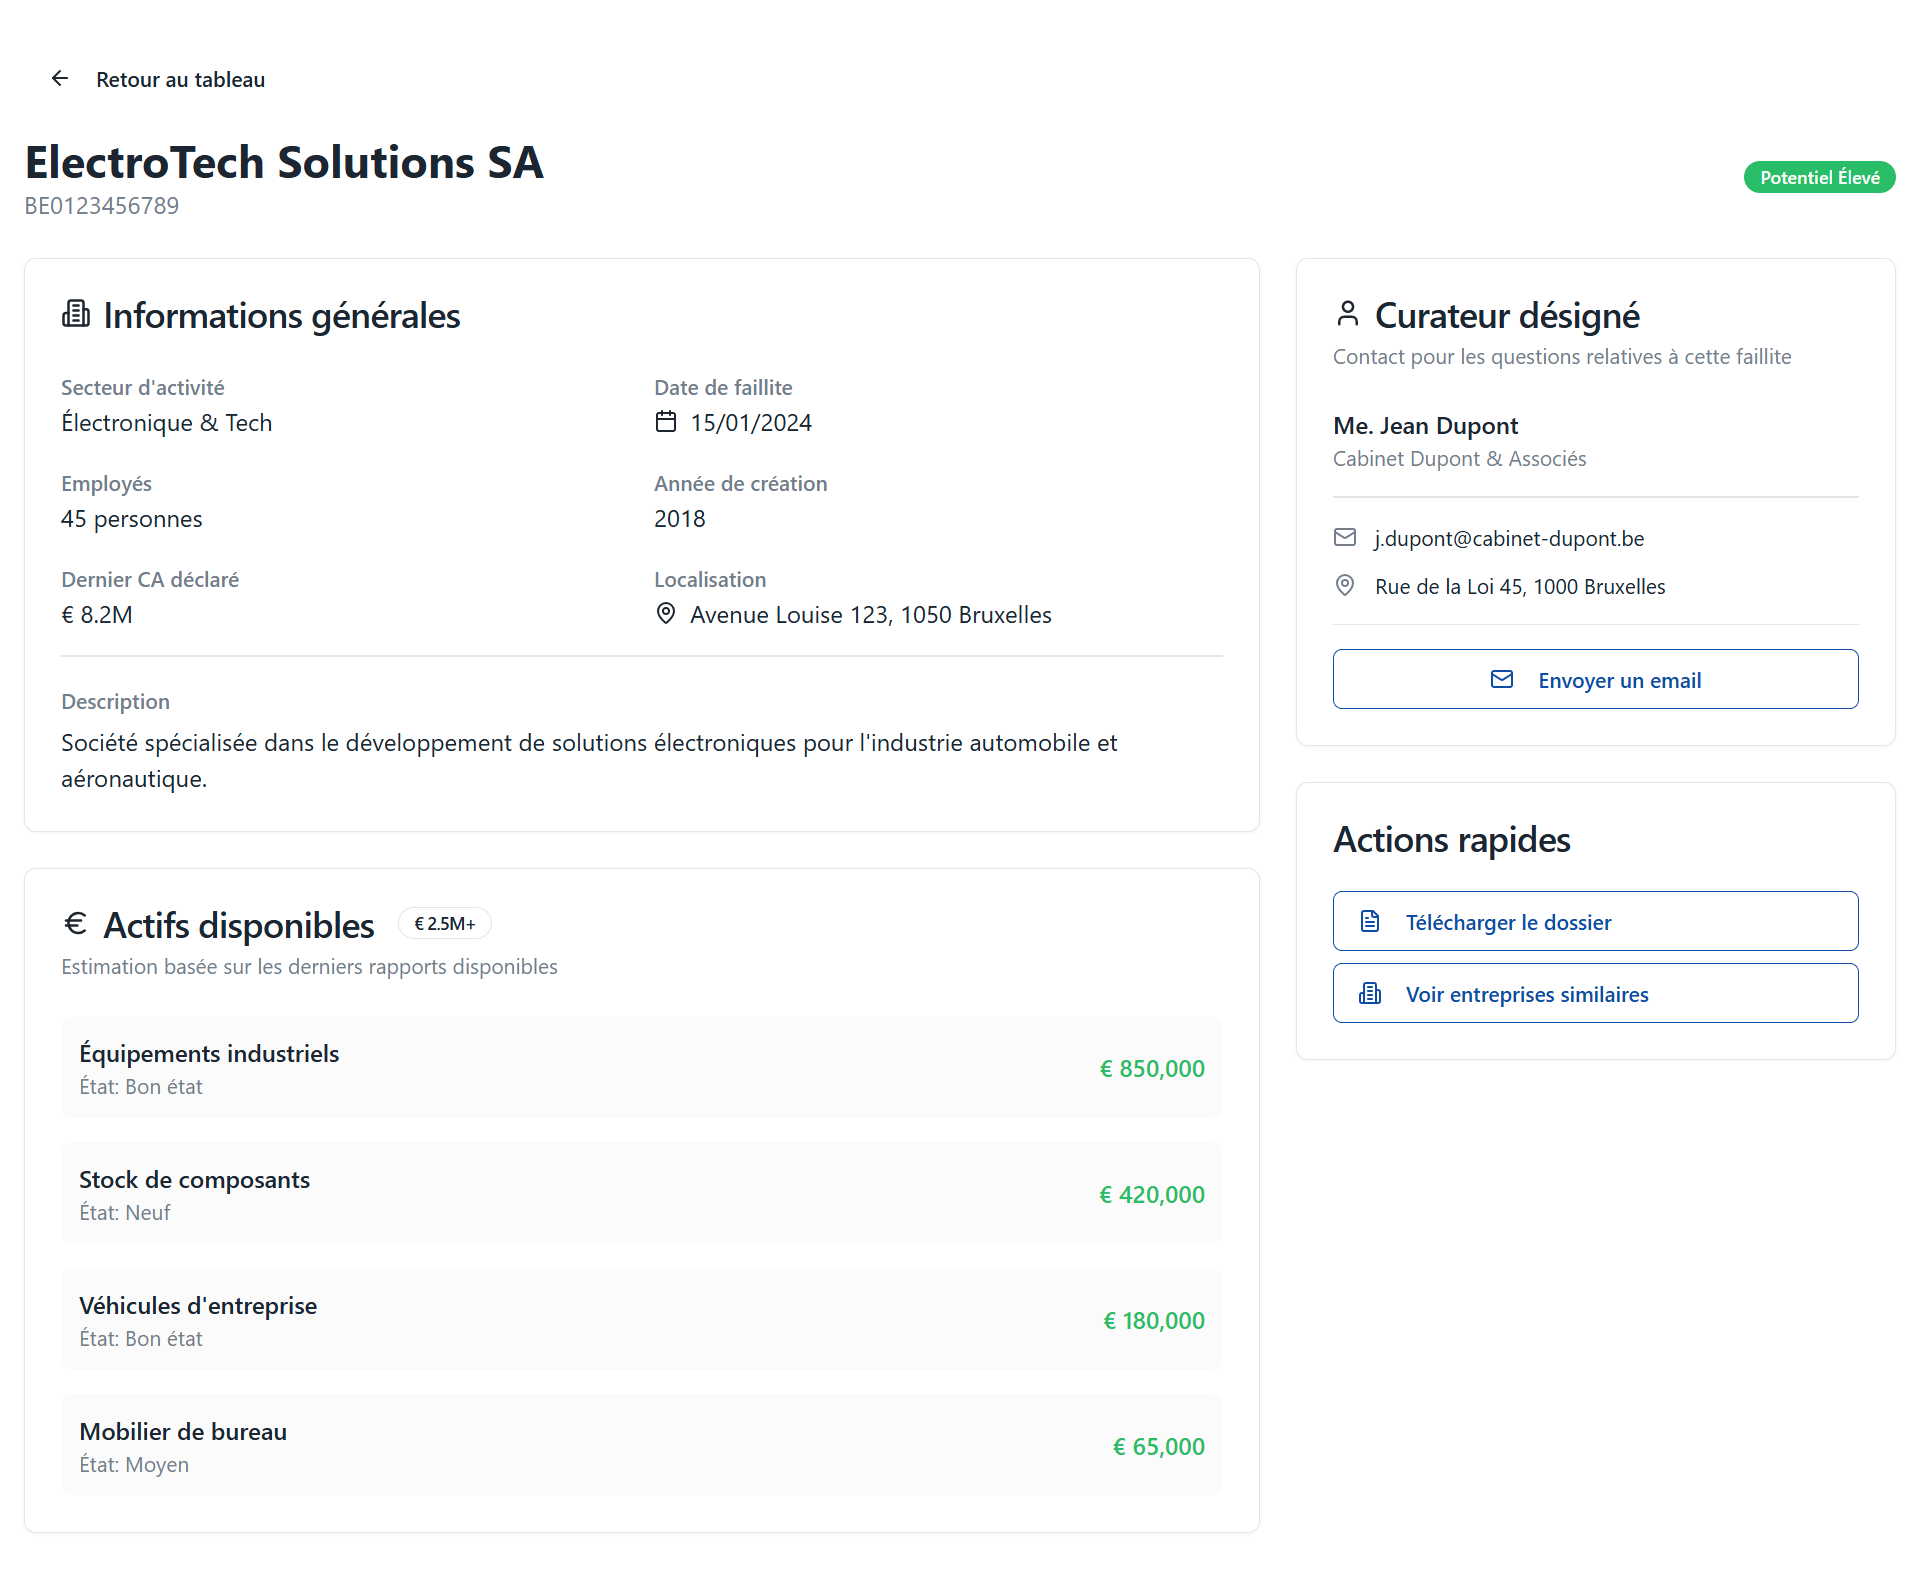 Retour au tableau
ElectroTech Solutions SA
BE0123456789
Potentiel Élevé
Informations générales
Secteur d'activité
Électronique & Tech
Date de faillite
15/01/2024
Employés
45 personnes
Année de création
2018
Dernier CA déclaré
€ 8.2M
Localisation
Avenue Louise 123, 1050 Bruxelles
Description
Société spécialisée dans le développement de solutions électroniques pour l'industrie automobile et
aéronautique.
Actifs disponibles
€ 2.5M+
Estimation basée sur les derniers rapports disponibles
Équipements industriels
État: Bon état
€ 850,000
Stock de composants
État: Neuf
€ 420,000
Véhicules d'entreprise
État: Bon état
€ 180,000
Mobilier de bureau
État: Moyen
€ 65,000
Curateur désigné
Contact pour les questions relatives à cette faillite
Me. Jean Dupont
Cabinet Dupont & Associés
j.dupont@cabinet-dupont.be
Rue de la Loi 45, 1000 Bruxelles
Envoyer un email
Actions rapides
Télécharger le dossier
Voir entreprises similaires